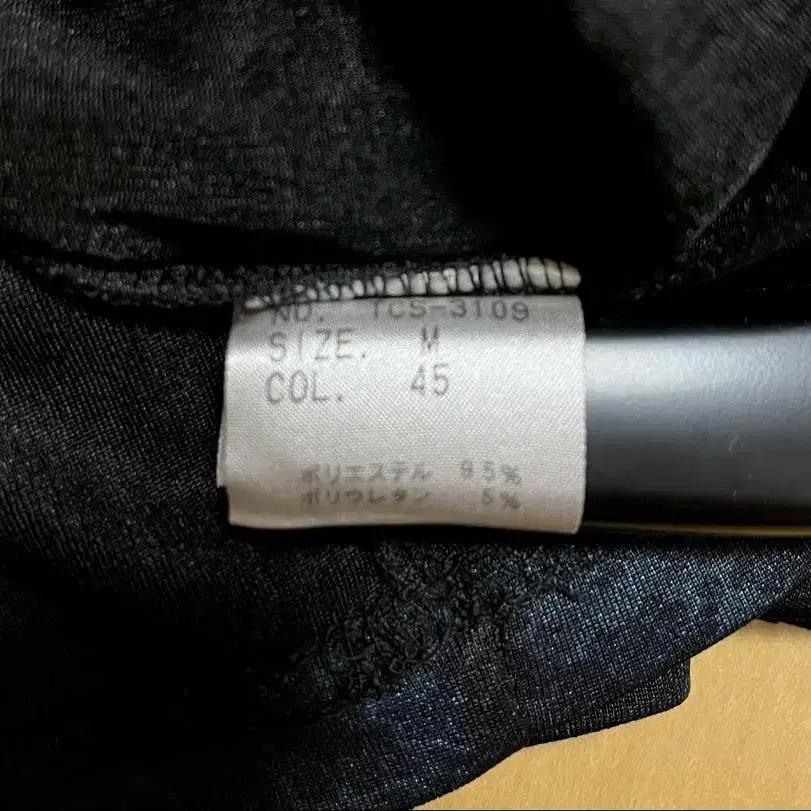 NO. TCS-3109
SIZE. M
COL. 45
ポリエステル 95%
ポリウレタン 5%